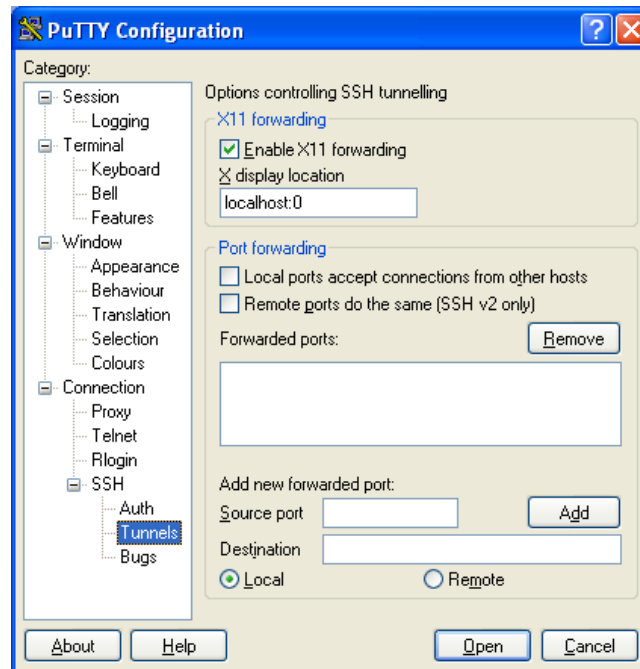 PuTTY Configuration
Category:
Session
Logging
Terminal
Keyboard
Bell
Features
Window
Appearance
Behaviour
Translation
Selection
Colours
Connection
Proxy
Telnet
Rlogin
SSH
Auth
Tunnels
Bugs
Options controlling SSH tunnelling
X11 forwarding
Enable X11 forwarding
X display location
localhost:0
Port forwarding
Local ports accept connections from other hosts
Remote ports do the same (SSH v2 only)
Forwarded ports:
Remove
Add new forwarded port:
Source port
Add
Destination
Local
Remote
About
Help
Open
Cancel